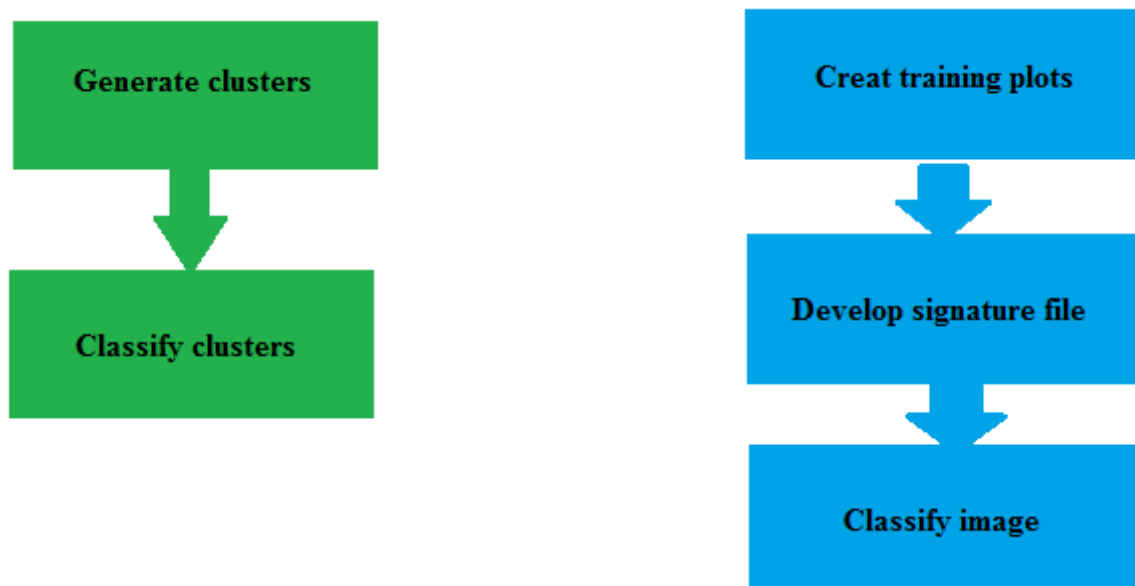 Generate clusters
Classify clusters
Creat training plots
Develop signature file
Classify image